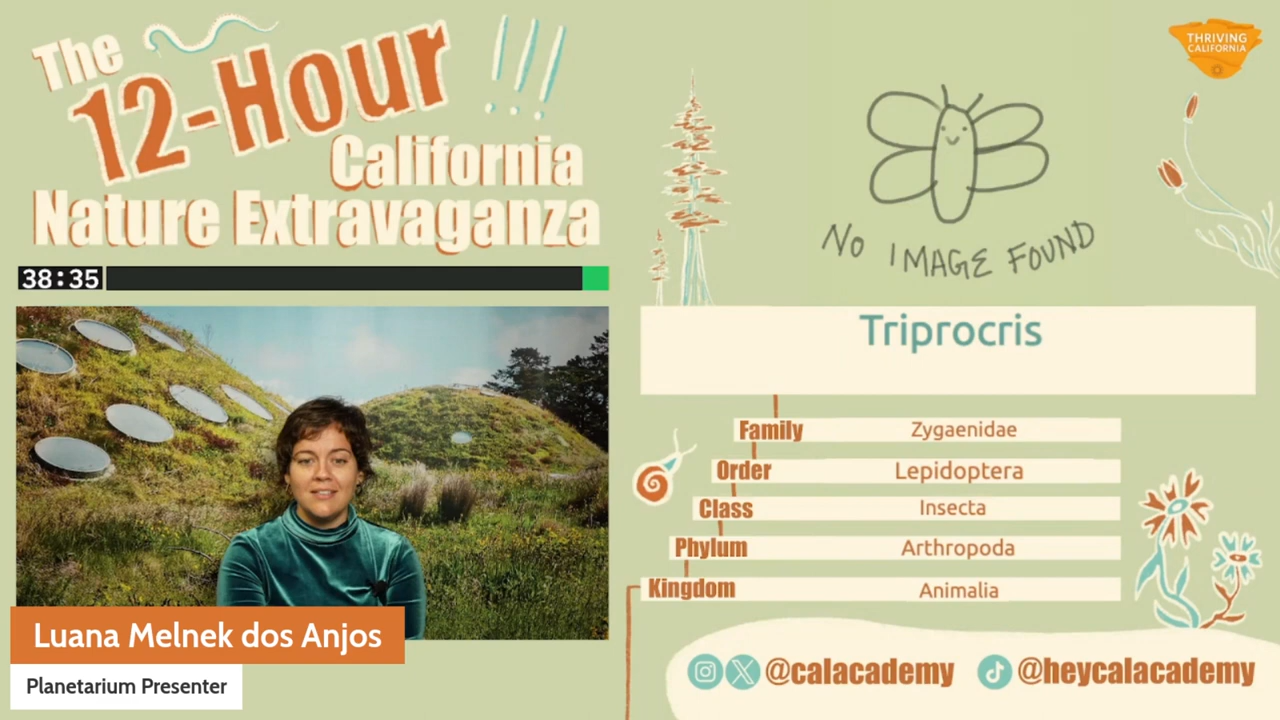 The
12-Hour!!!
California
Nature Extravaganza
38:35
THRIVING
CALIFORNIA
NO IMAGE FOUND
Triprocris
Family Zygaenidae
Order Lepidoptera
Class Insecta
Phylum Arthropoda
Kingdom Animalia
Luana Melnek dos Anjos
Planetarium Presenter
@calacademy @heycalacademy